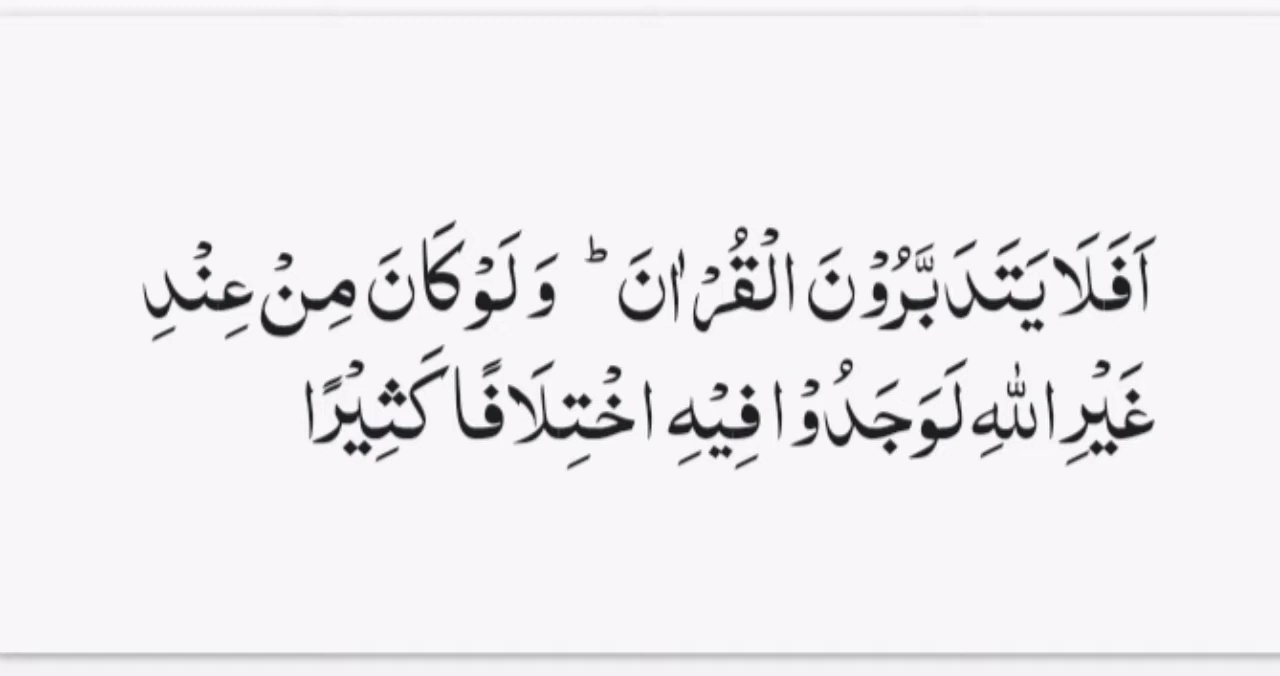 اَفَلَا يَتَدَبَّرُوْنَ الْقُرْاٰنَ ؕ وَلَوْ كَانَ مِنْ عِنْدِ
غَيْرِ اللّٰهِ لَوَجَدُوْا فِيْهِ اخْتِلَافًا كَثِيْرًا